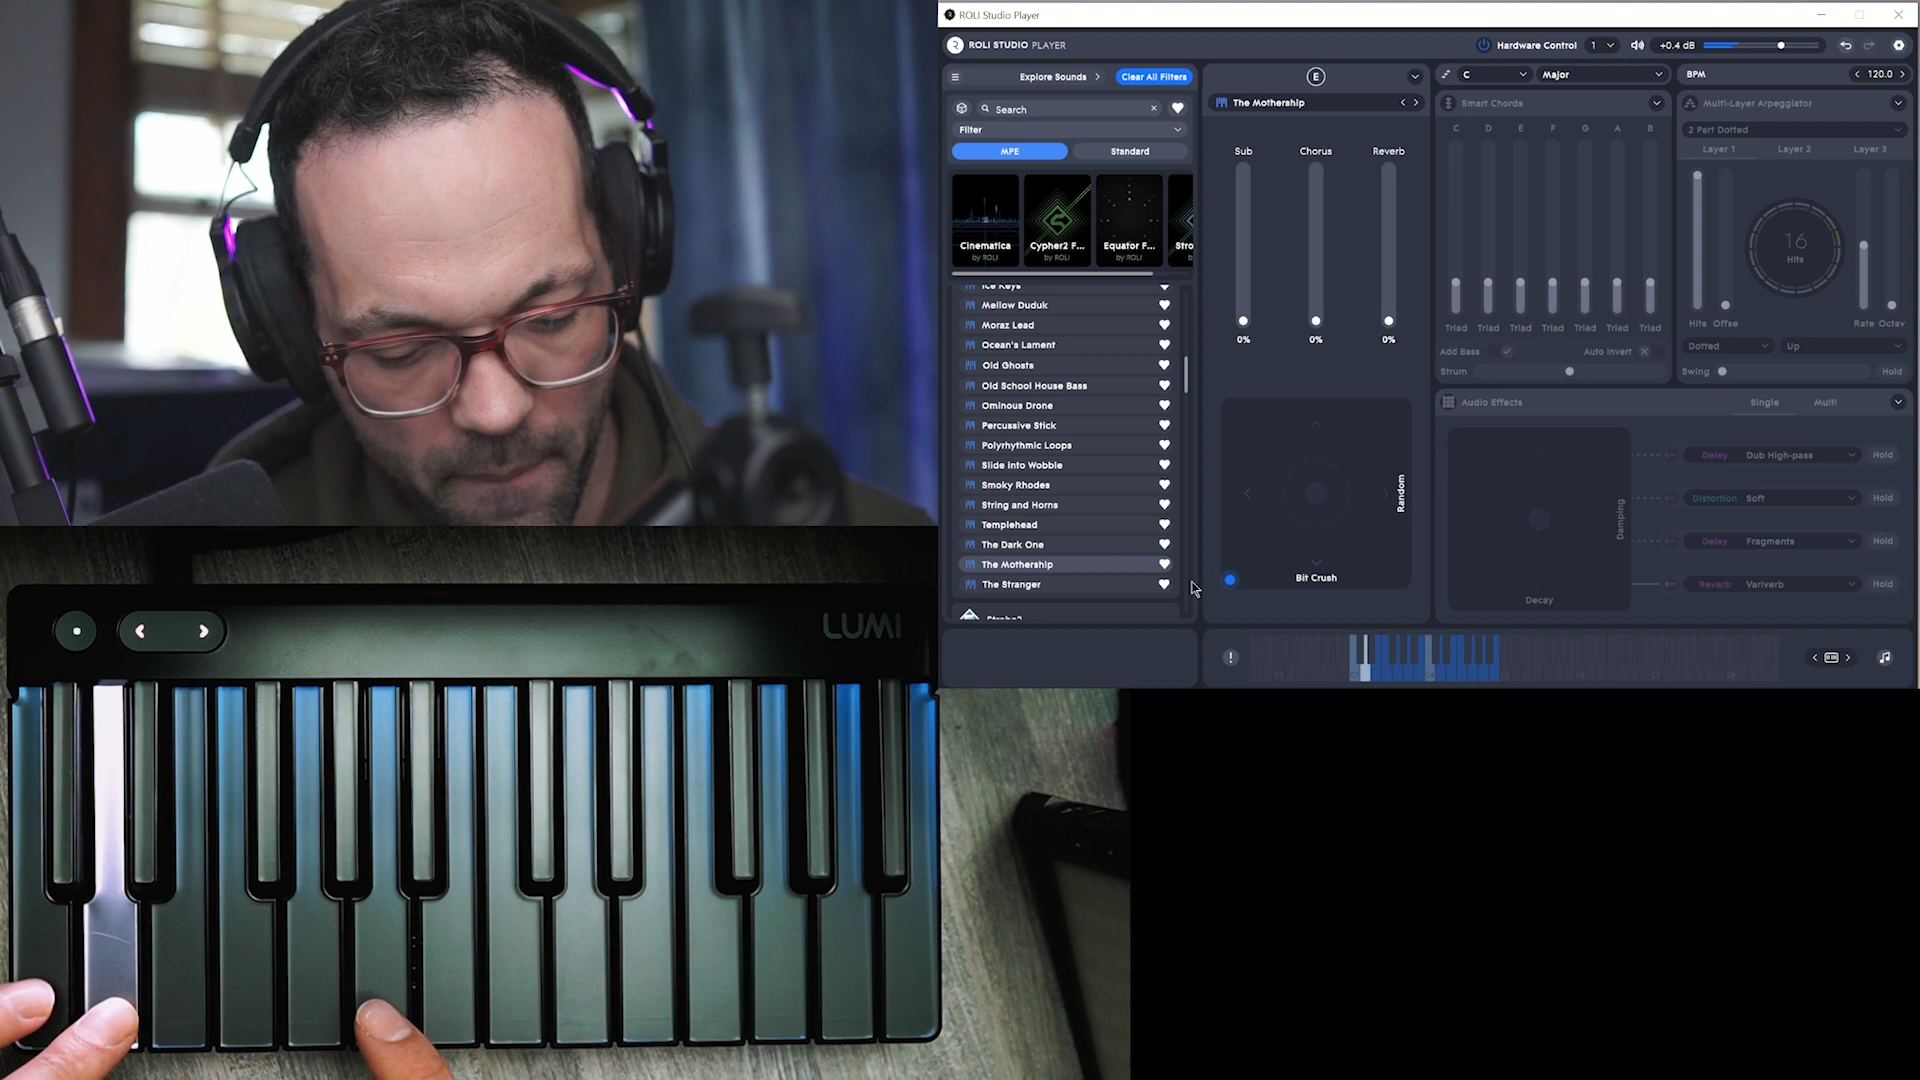 ROLI Studio Player
ROLI STUDIO PLAYER
Hardware Control 1
+0.4 dB
Explore Sounds
Clear All Filters
Search
Filter
MPE Standard
Cinematica
by ROLI
Cypher2 F...
by ROLI
Equator F...
by ROLI
Stro
b
Ice Keys
Mellow Duduk
Moraz Lead
Ocean's Lament
Old Ghosts
Old School House Bass
Ominous Drone
Percussive Stick
Polyrhythmic Loops
Slide into Wobble
Smoky Rhodes
String and Horns
Templehead
The Dark One
The Mothership
The Stranger
Strobe2
E
The Mothership
Sub Chorus Reverb
0% 0% 0%
Random
Bit Crush
C Major
Smart Chords
C D E F G A B
Triad Triad Triad Triad Triad Triad Triad
Add Bass Auto Invert
Strum
BPM 120.0
Multi-Layer Arpeggiator
2 Part Dotted
Layer 1 Layer 2 Layer 3
16
Hits
Hits Offse Rate Octav
Dotted Up
Swing Hold
Audio Effects Single Multi
Damping
Decay
Delay Dub High-pass Hold
Distortion Soft Hold
Delay Fragments Hold
Reverb Variverb Hold
LUMI